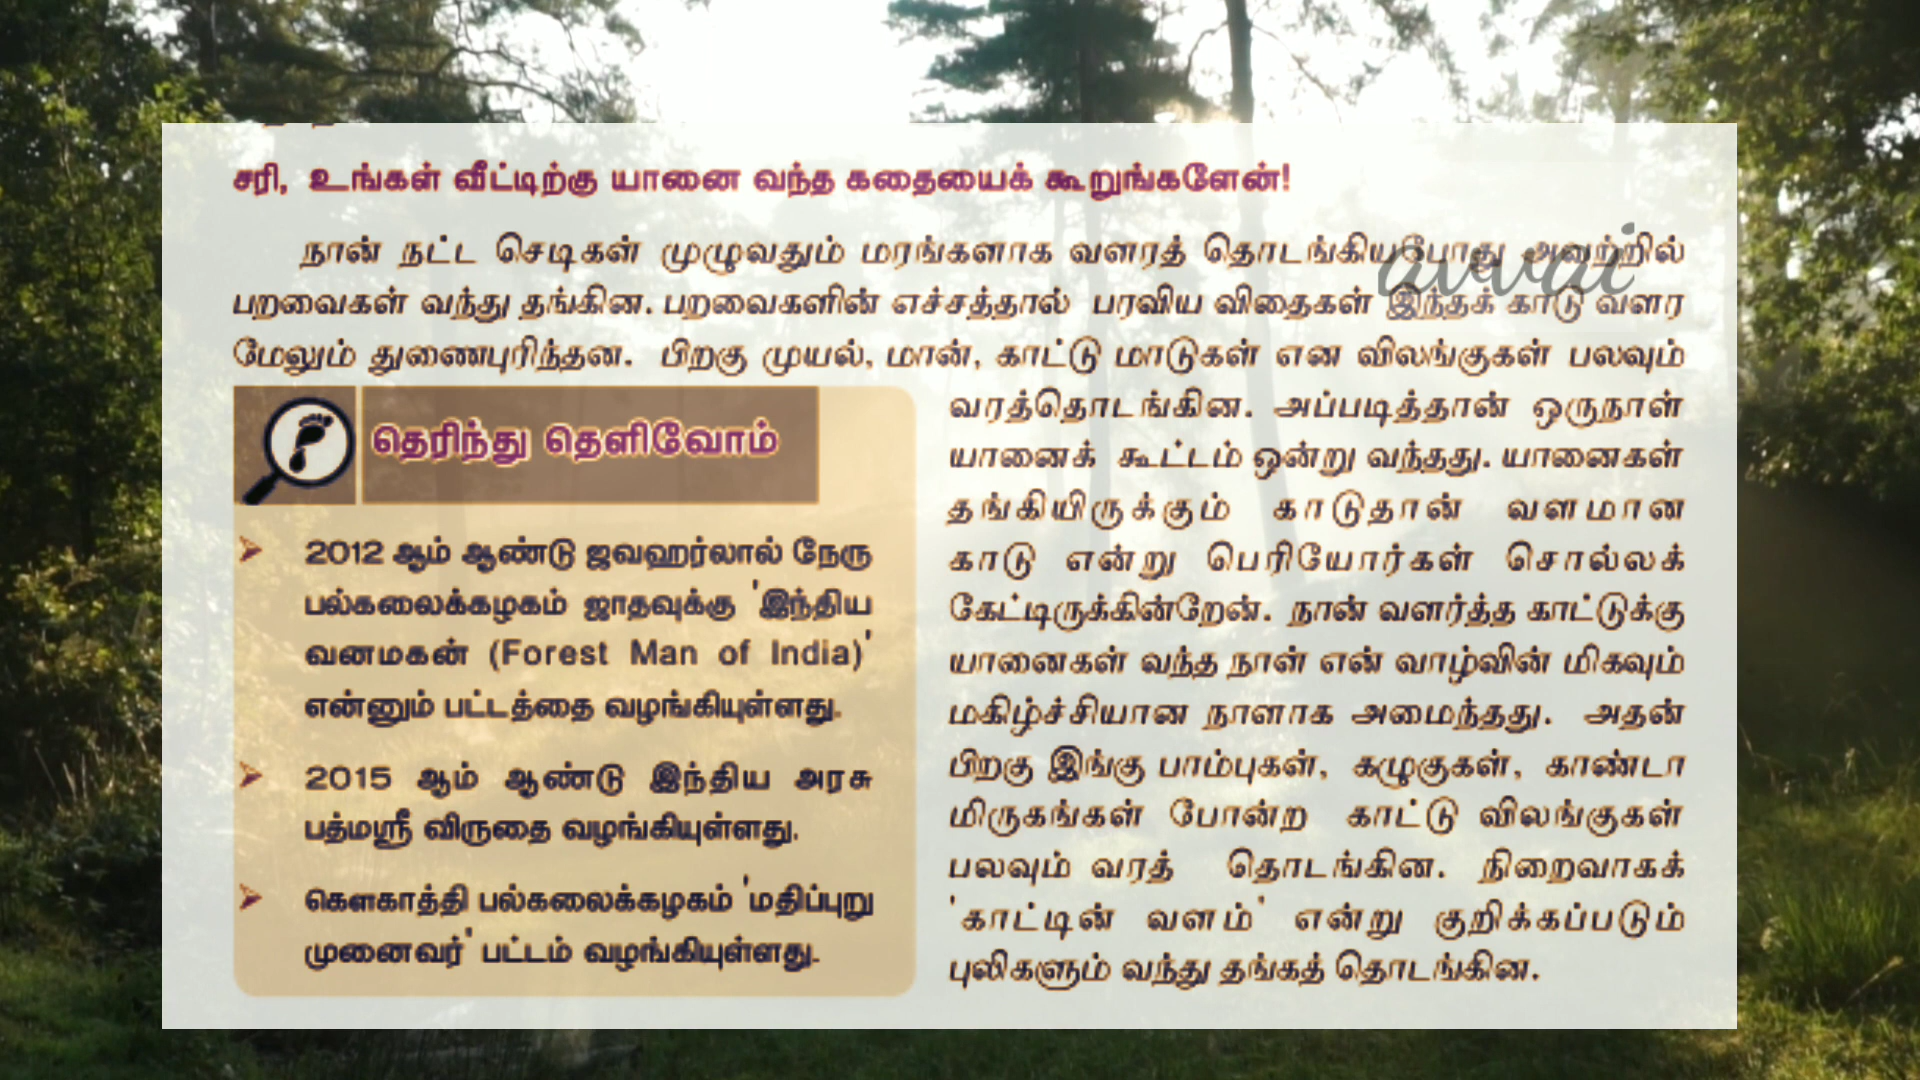 சரி, உங்கள் வீட்டிற்கு யானை வந்த கதையைக் கூறுங்களேன்!
நான் நட்ட செடிகள் முழுவதும் மரங்களாக வளரத் தொடங்கியபோது அவற்றில்
பறவைகள் வந்து தங்கின. பறவைகளின் எச்சத்தால் பரவிய விதைகள் இந்தக் காடு வளர
மேலும் துணைபுரிந்தன. பிறகு முயல், மான், காட்டு மாடுகள் என விலங்குகள் பலவும்
வரத்தொடங்கின. அப்படித்தான் ஒருநாள்
யானைக் கூட்டம் ஒன்று வந்தது. யானைகள்
தங்கியிருக்கும் காடுதான் வளமான
காடு என்று பெரியோர்கள் சொல்லக்
கேட்டிருக்கின்றேன். நான் வளர்த்த காட்டுக்கு
யானைகள் வந்த நாள் என் வாழ்வின் மிகவும்
மகிழ்ச்சியான நாளாக அமைந்தது. அதன்
பிறகு இங்கு பாம்புகள், கழுகுகள், காண்டா
மிருகங்கள் போன்ற காட்டு விலங்குகள்
பலவும் வரத் தொடங்கின. நிறைவாகக்
'காட்டின் வளம்' என்று குறிக்கப்படும்
புலிகளும் வந்து தங்கத் தொடங்கின.
தெரிந்து தெளிவோம்
2012 ஆம் ஆண்டு ஜவஹர்லால் நேரு
பல்கலைக்கழகம் ஜாதவுக்கு 'இந்திய
வனமகன் (Forest Man of India)'
என்னும் பட்டத்தை வழங்கியுள்ளது.
2015 ஆம் ஆண்டு இந்திய அரசு
பத்மஸ்ரீ விருதை வழங்கியுள்ளது.
கௌகாத்தி பல்கலைக்கழகம் 'மதிப்புறு
முனைவர்' பட்டம் வழங்கியுள்ளது.
avvai